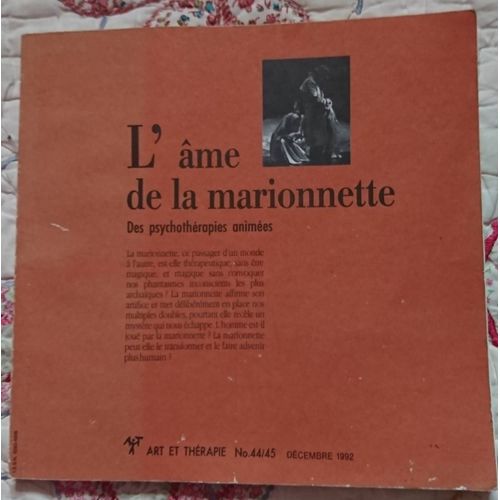 L' âme
de la marionnette
Des psychothérapies animées
La marionnette, ce passager d'un monde
à l'autre, est elle thérapeutique, sans être
magique, et magique sans convoquer
nos phantasmes inconscients les plus
archaïques ? La marionnette affirme son
artifice et met délibérément en place nos
multiples doubles, pourtant elle recèle un
mystère qui nous échappe. L'homme est-il
joué par la marionnette ? La marionnette
peut elle le transformer et le faire advenir
plus humain ?
ART ET THÉRAPIE No.44/45 DÉCEMBRE 1992